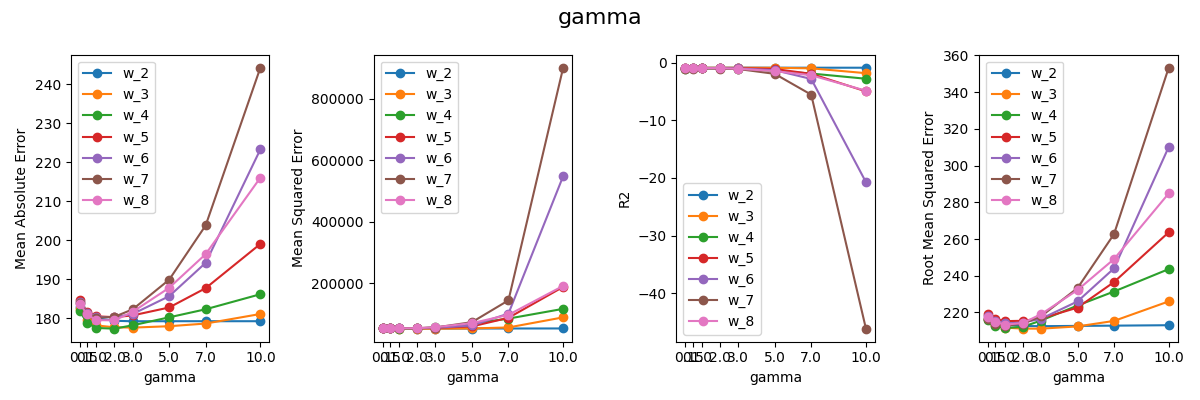 gamma
Mean Absolute Error
240
230
220
210
200
190
180
w_2
w_3
w_4
w_5
w_6
w_7
w_8
2.0
3.0
5.0
7.0
10.0
gamma
Mean Squared Error
800000
600000
400000
200000
w_2
w_3
w_4
w_5
w_6
w_7
w_8
2.0
3.0
5.0
7.0
10.0
gamma
R2
0
−10
−20
−30
−40
w_2
w_3
w_4
w_5
w_6
w_7
w_8
2.0
3.0
5.0
7.0
10.0
gamma
Root Mean Squared Error
360
340
320
300
280
260
240
220
w_2
w_3
w_4
w_5
w_6
w_7
w_8
2.0
3.0
5.0
7.0
10.0
gamma